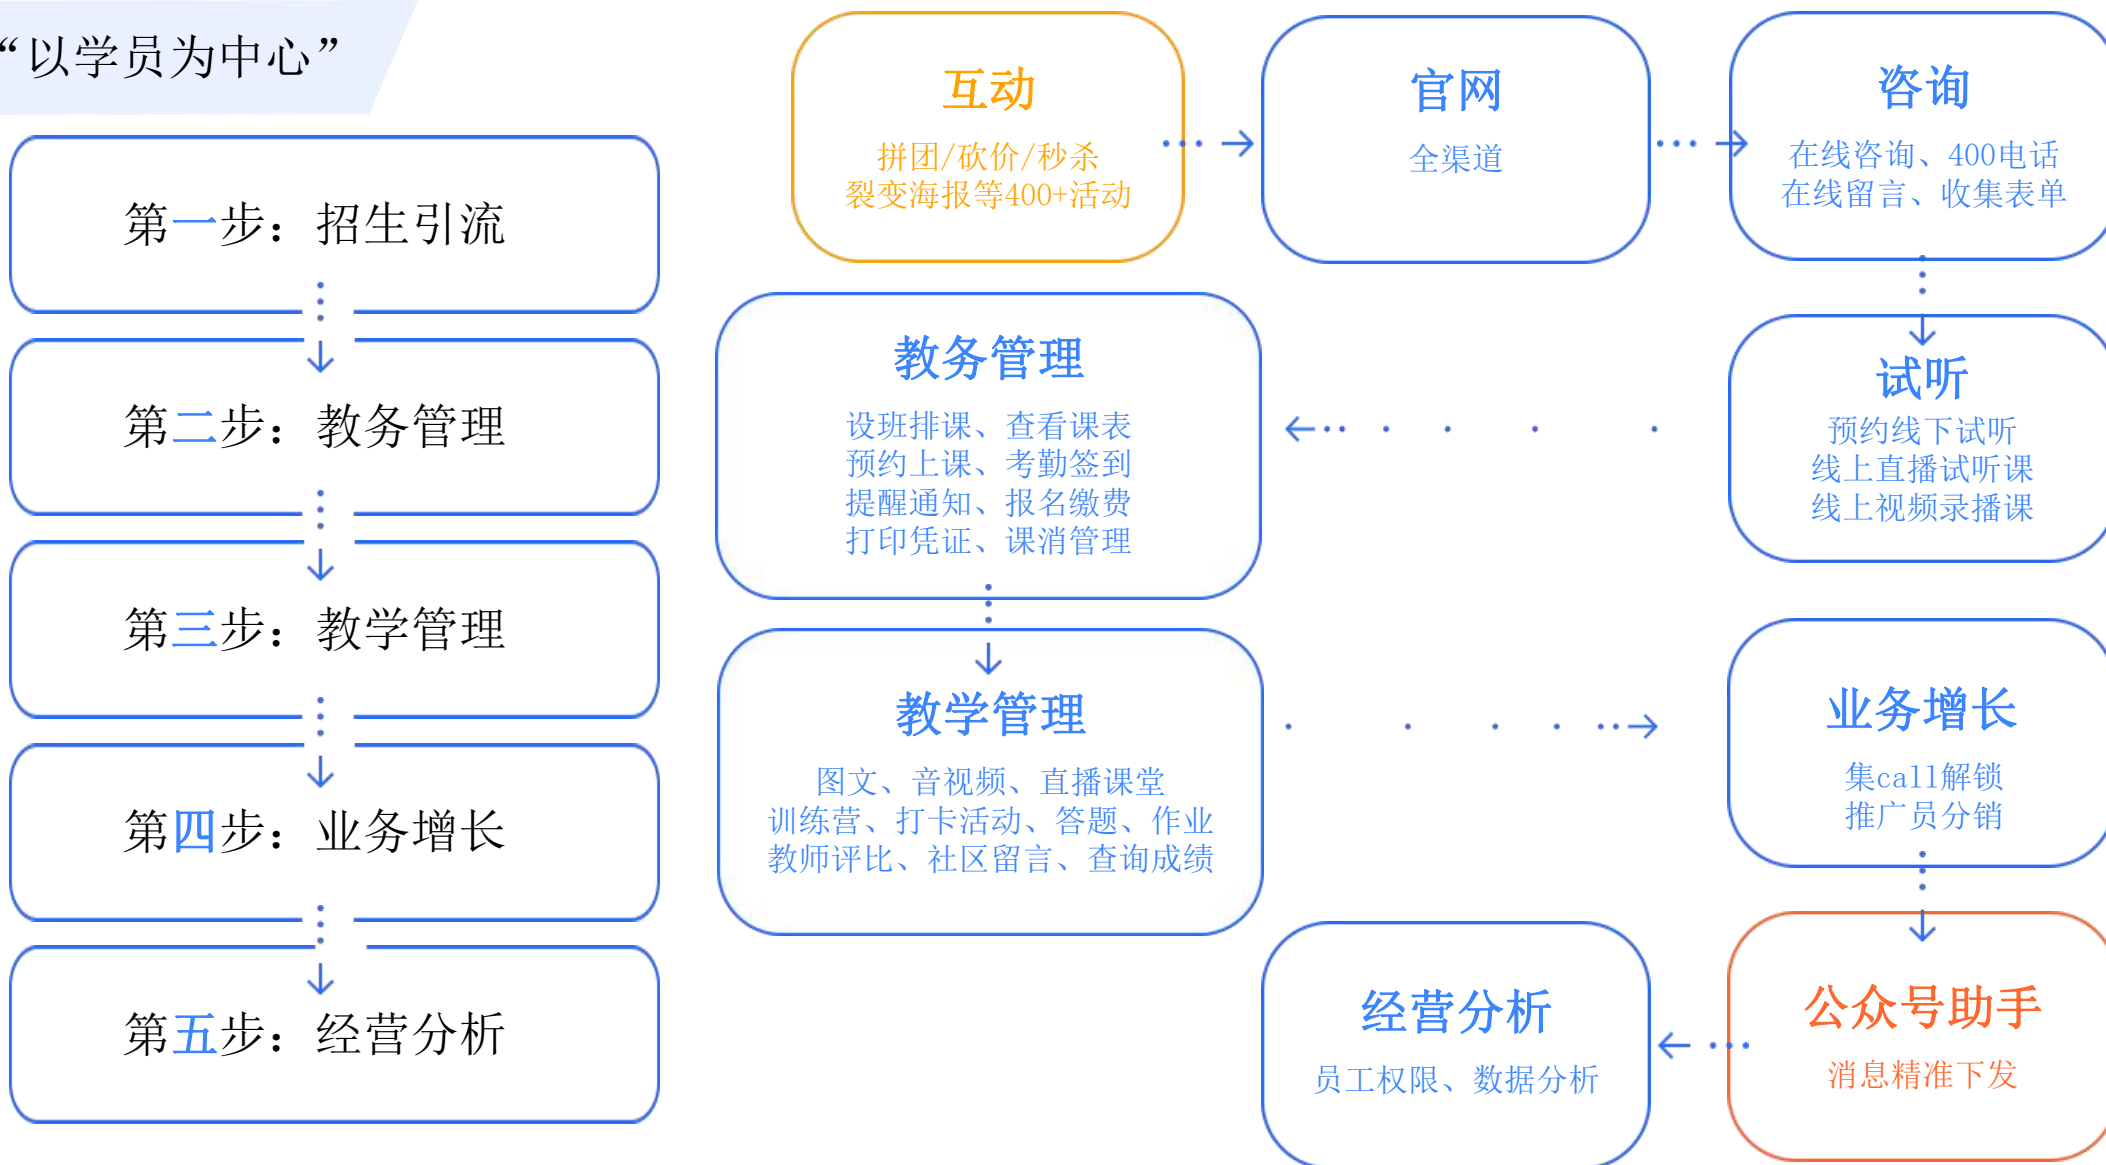 “以学员为中心”
第一步：招生引流
第二步：教务管理
第三步：教学管理
第四步：业务增长
第五步：经营分析
互动
拼团/砍价/秒杀
裂变海报等400+活动
官网
全渠道
咨询
在线咨询、400电话
在线留言、收集表单
试听
预约线下试听
线上直播试听课
线上视频录播课
教务管理
设班排课、查看课表
预约上课、考勤签到
提醒通知、报名缴费
打印凭证、课消管理
教学管理
图文、音视频、直播课堂
训练营、打卡活动、答题、作业
教师评比、社区留言、查询成绩
业务增长
集call解锁
推广员分销
公众号助手
消息精准下发
经营分析
员工权限、数据分析